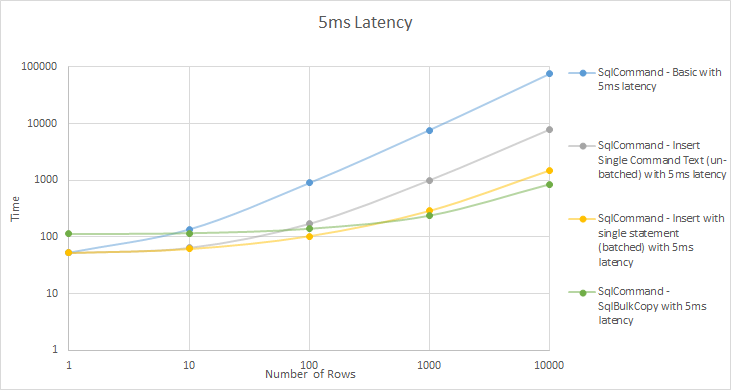 5ms Latency
100000
10000
1000
100
10
1
Time
1
10
100
1000
10000
Number of Rows
SqlCommand - Basic with
5ms latency
SqlCommand - Insert
Single Command Text (un-
batched) with 5ms latency
SqlCommand - Insert with
single statement
(batched) with 5ms
latency
SqlCommand -
SqlBulkCopy with 5ms
latency